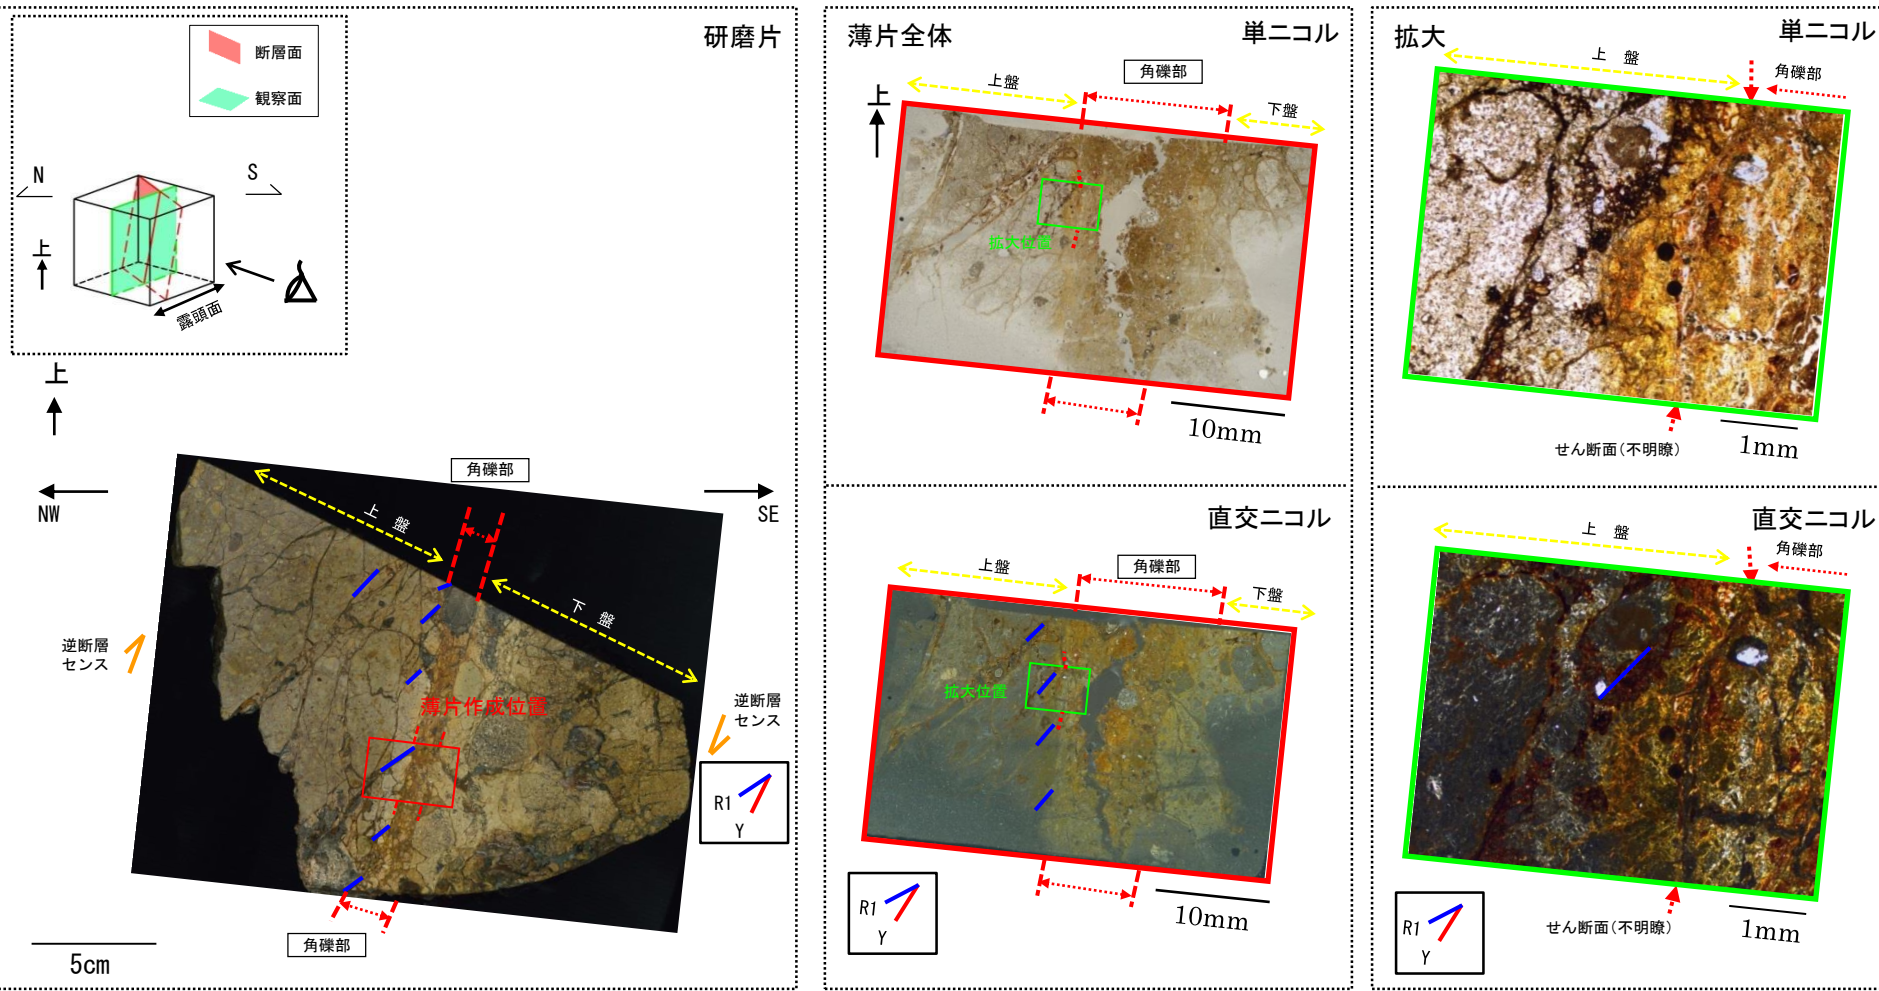 研磨片
断層面
観察面
N
S
上
露頭面
上
NW
SE
角礫部
上 盤
下 盤
逆断層
センス
薄片作成位置
逆断層
センス
R1
Y
角礫部
5cm
薄片全体
単ニコル
上
上盤
角礫部
下盤
拡大位置
10mm
直交ニコル
上盤
角礫部
下盤
拡大位置
R1
Y
10mm
拡大
単ニコル
上 盤
角礫部
せん断面(不明瞭)
1mm
直交ニコル
上 盤
角礫部
R1
Y
せん断面(不明瞭)
1mm